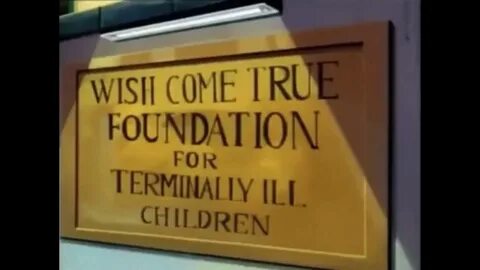 WISH COME TRUE
FOUNDATION
FOR
TERMINALLY ILL
CHILDREN